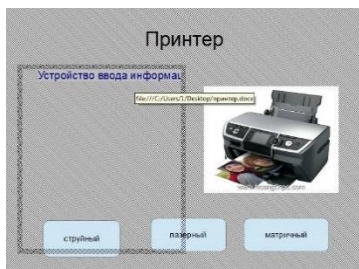 Принтер
Устройство ввода информац
file:///C:/Users/1/Desktop/принтер.docx
струйный
лазерный
матричный